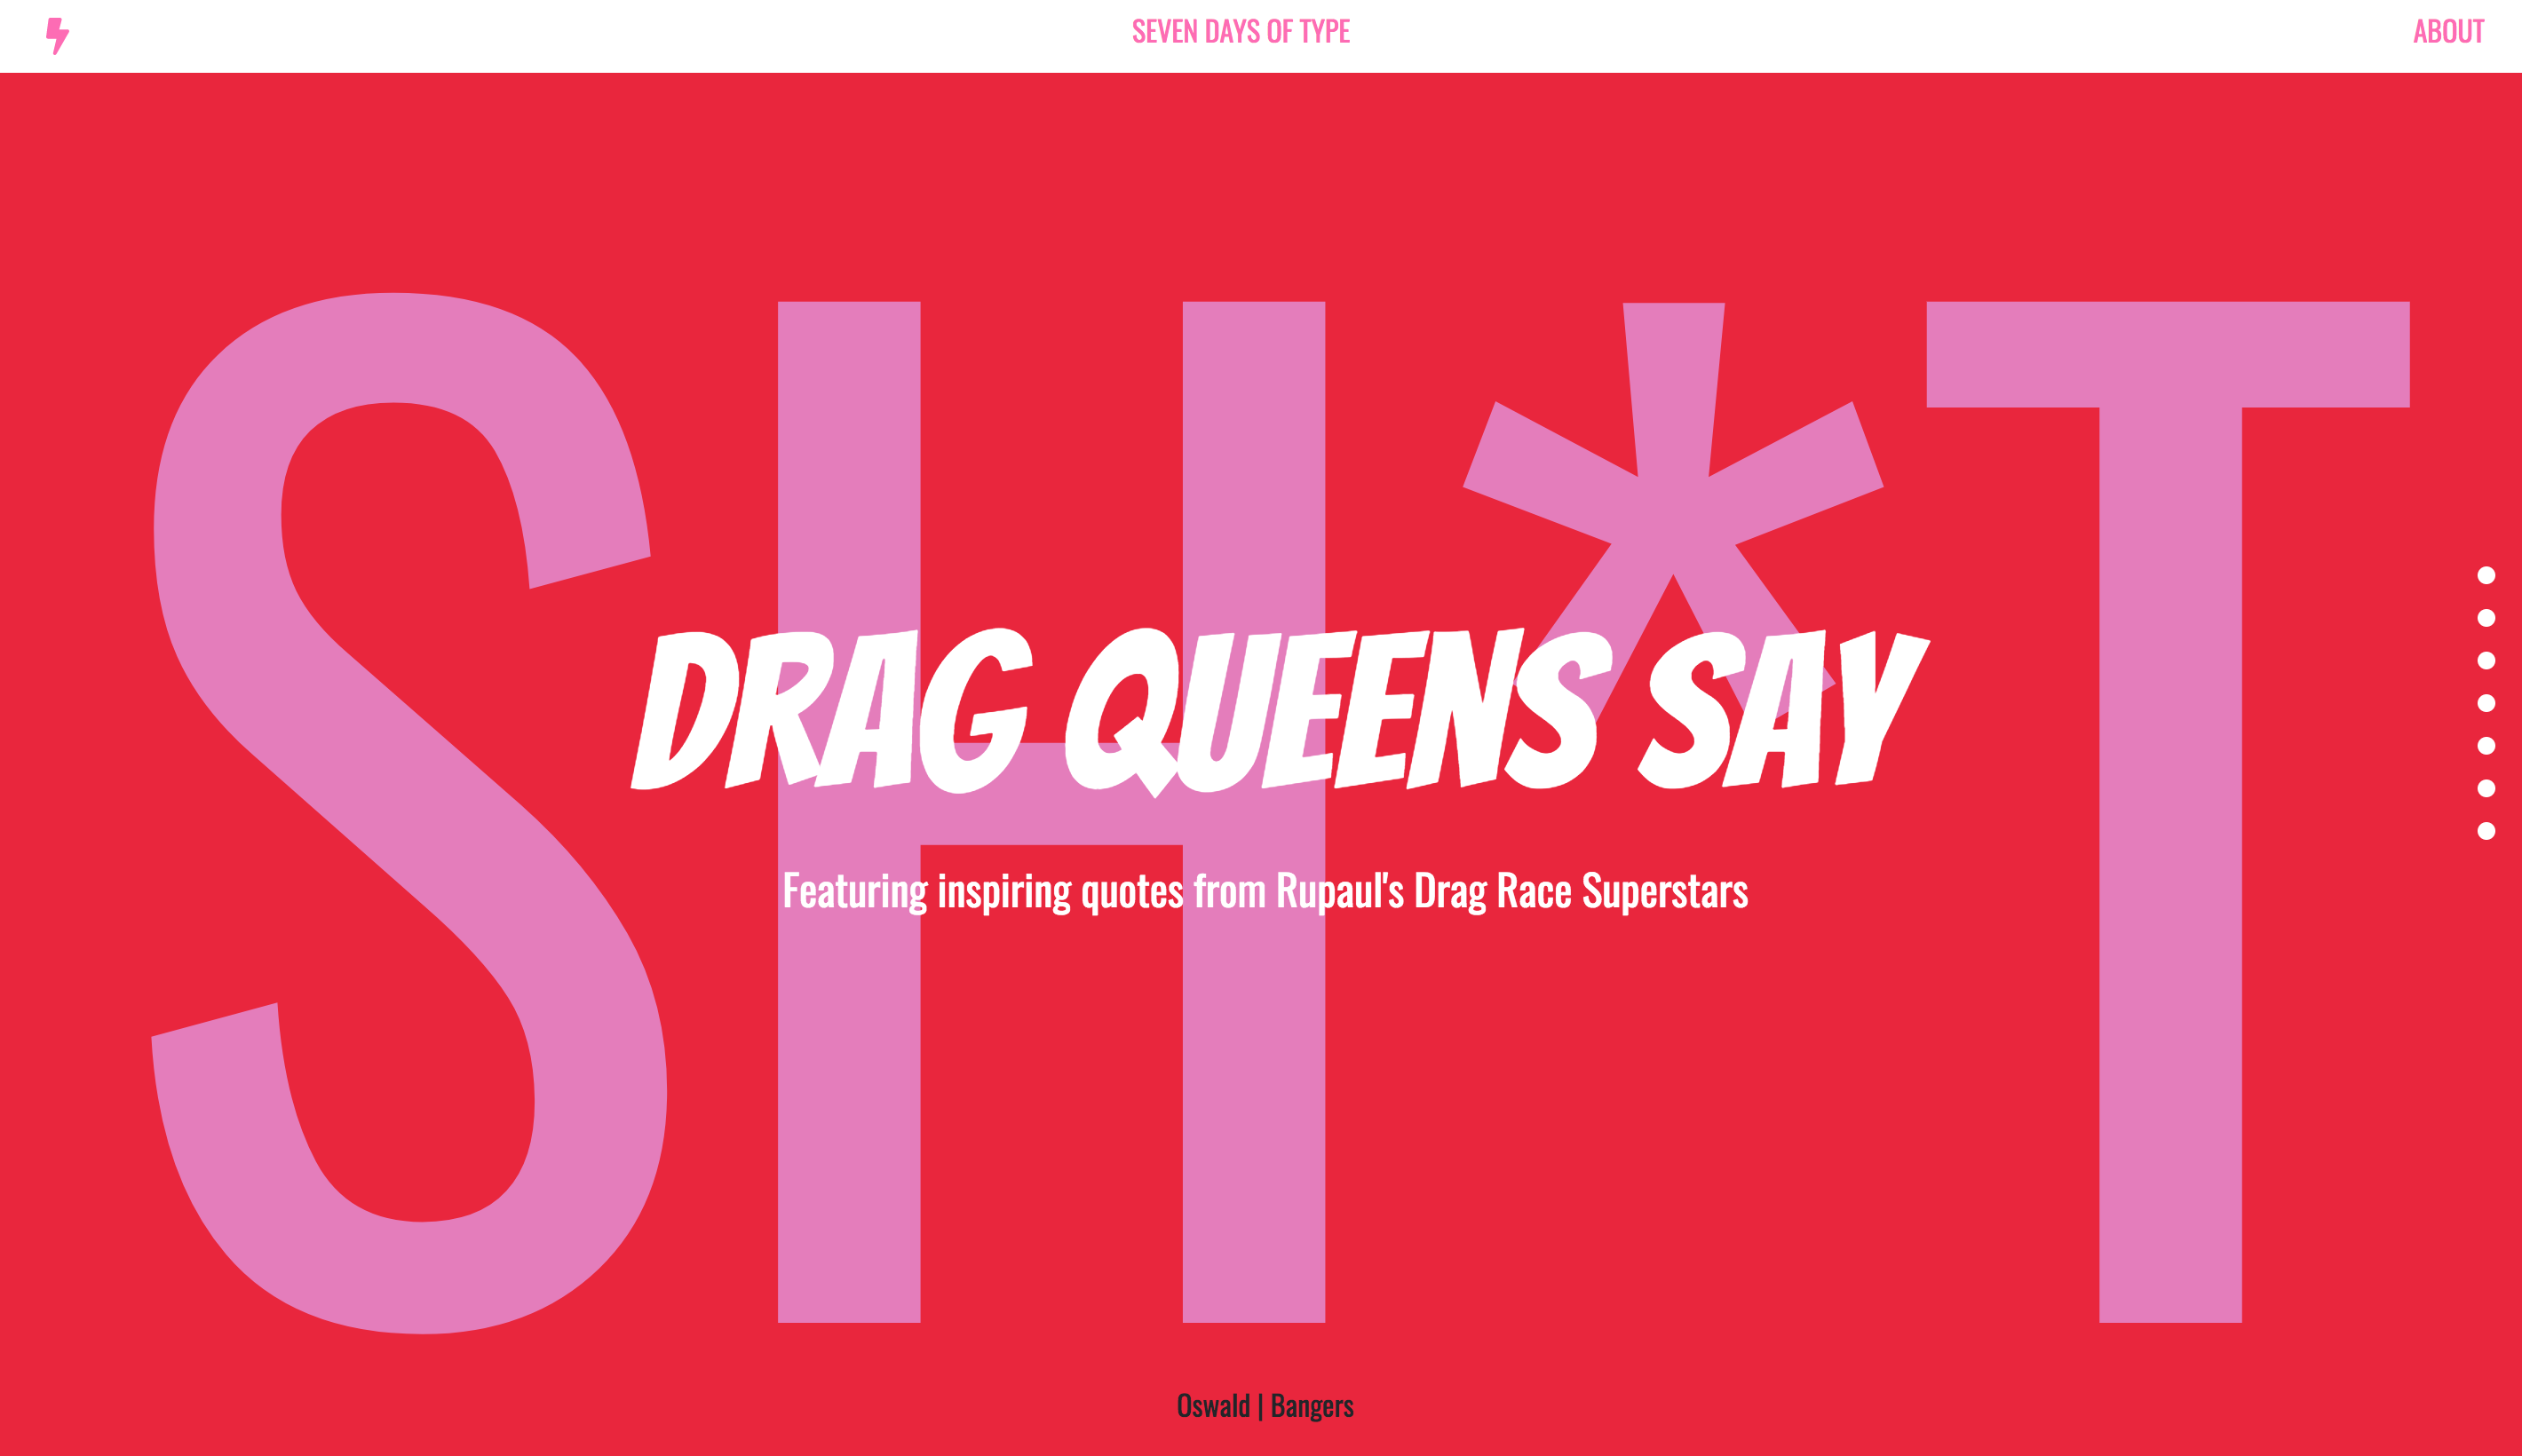 SEVEN DAYS OF TYPE
ABOUT
SH*T
DRAG QUEENS SAY
Featuring inspiring quotes from Rupaul's Drag Race Superstars
Oswald | Bangers